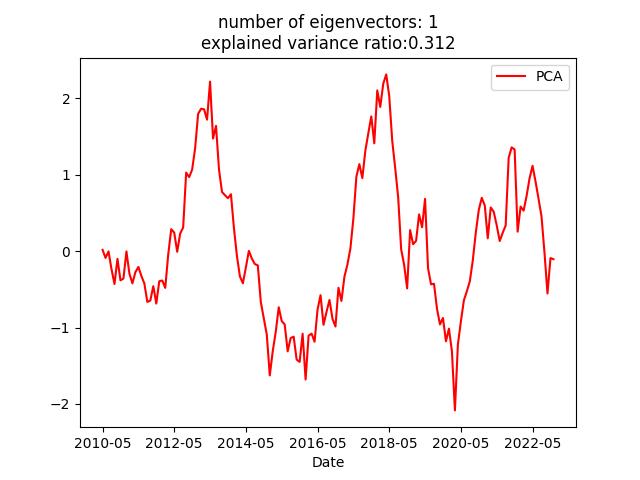 number of eigenvectors: 1
explained variance ratio:0.312
PCA
2
1
0
−1
−2
2010-05 2012-05 2014-05 2016-05 2018-05 2020-05 2022-05
Date